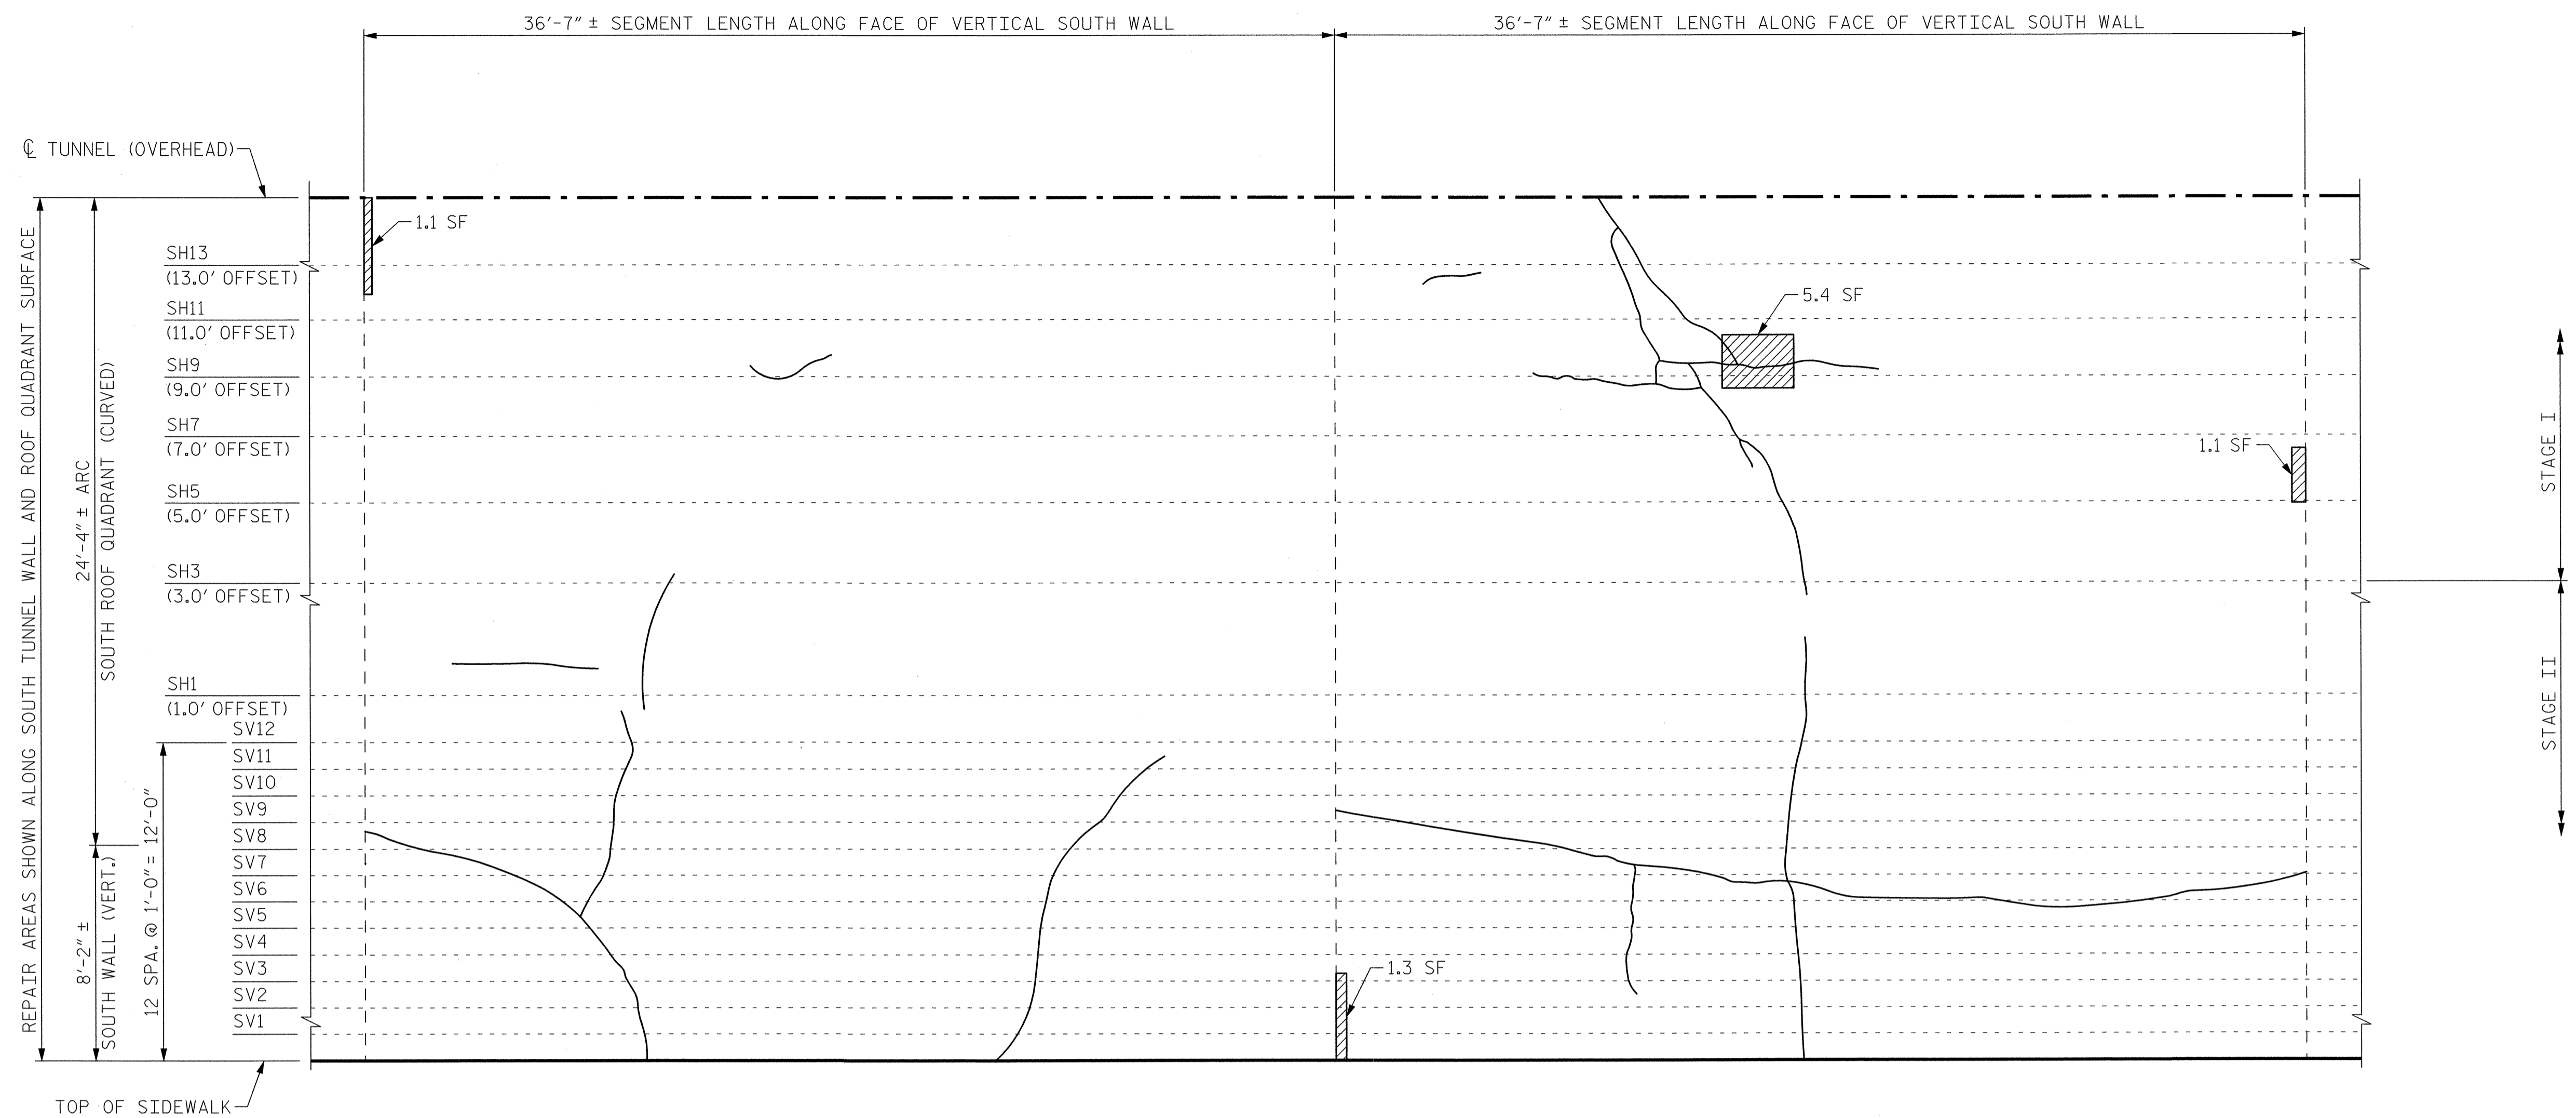 36'-7" ± SEGMENT LENGTH ALONG FACE OF VERTICAL SOUTH WALL
36'-7" ± SEGMENT LENGTH ALONG FACE OF VERTICAL SOUTH WALL
℄ TUNNEL (OVERHEAD)
REPAIR AREAS SHOWN ALONG SOUTH TUNNEL WALL AND ROOF QUADRANT SURFACE
24'-4" ± ARC
SOUTH ROOF QUADRANT (CURVED)
8'-2" ±
SOUTH WALL (VERT.)
12 SPA. @ 1'-0" = 12'-0"
SH13
(13.0' OFFSET)
SH11
(11.0' OFFSET)
SH9
(9.0' OFFSET)
SH7
(7.0' OFFSET)
SH5
(5.0' OFFSET)
SH3
(3.0' OFFSET)
SH1
(1.0' OFFSET)
SV12
SV11
SV10
SV9
SV8
SV7
SV6
SV5
SV4
SV3
SV2
SV1
TOP OF SIDEWALK
1.1 SF
5.4 SF
1.1 SF
1.3 SF
STAGE I
STAGE II